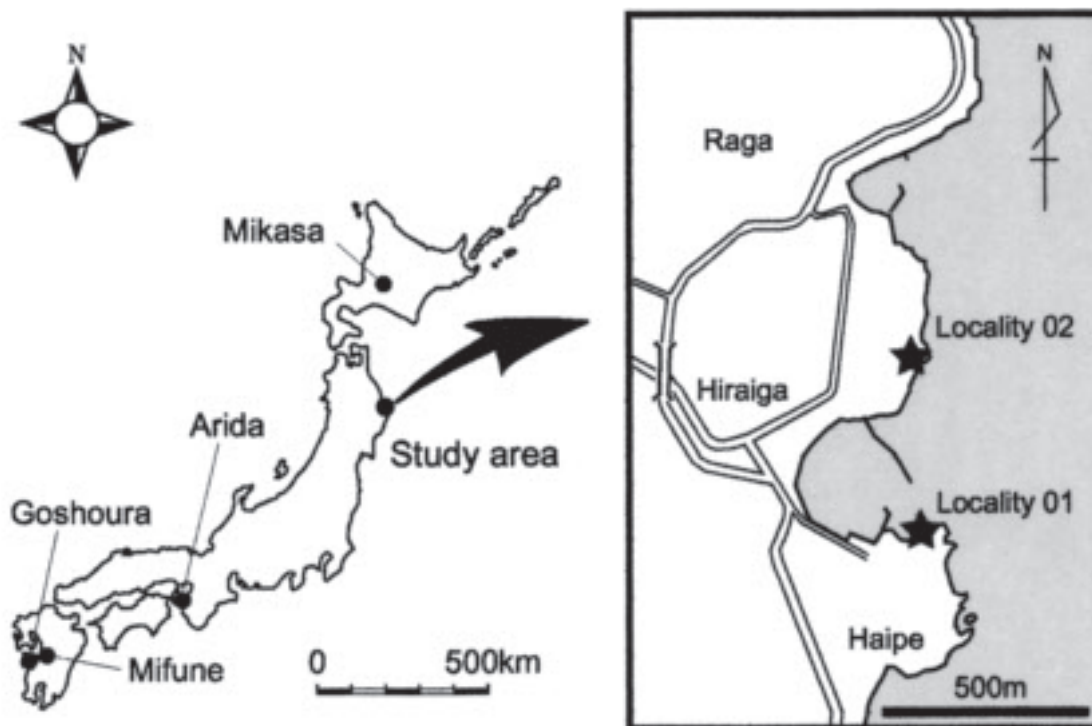 N
Mikasa
Arida
Study area
Goshoura
Mifune
0 500km
N
Raga
Locality 02
Hiraiga
Locality 01
Haipe
500m